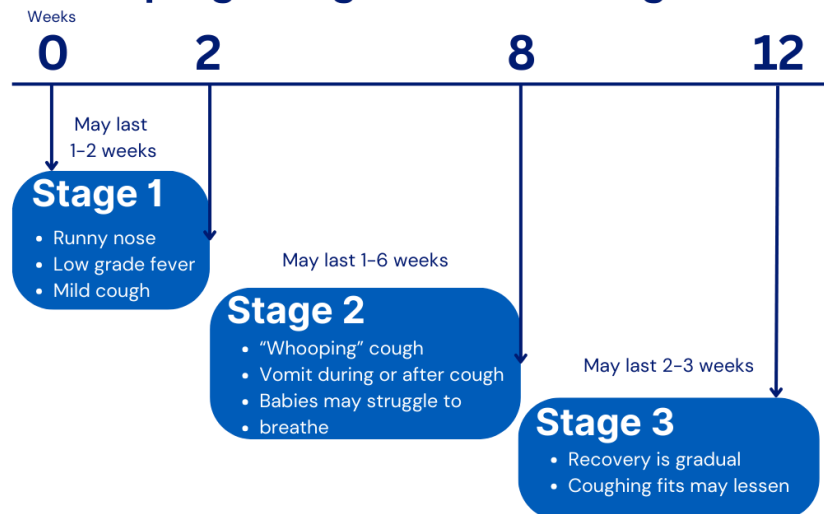 Weeks
0 2 8 12
May last
1-2 weeks
Stage 1
• Runny nose
• Low grade fever
• Mild cough
May last 1-6 weeks
Stage 2
• “Whooping” cough
• Vomit during or after cough
• Babies may struggle to
• breathe
May last 2-3 weeks
Stage 3
• Recovery is gradual
• Coughing fits may lessen